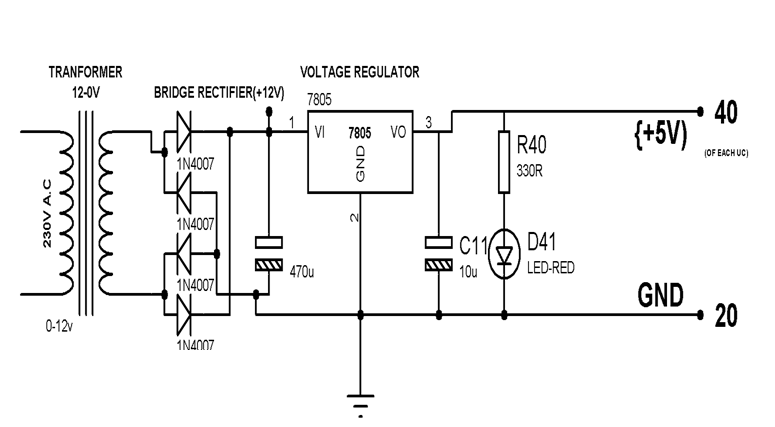 TRANFORMER
12-0V
BRIDGE RECTIFIER(+12V)
VOLTAGE REGULATOR
7805
1
VI
7805
VO
3
GND
2
40
{+5V)
(OF EACH UC)
R40
330R
1N4007
1N4007
1N4007
1N4007
230V A.C
0-12v
470u
C11
10u
D41
LED-RED
GND
20